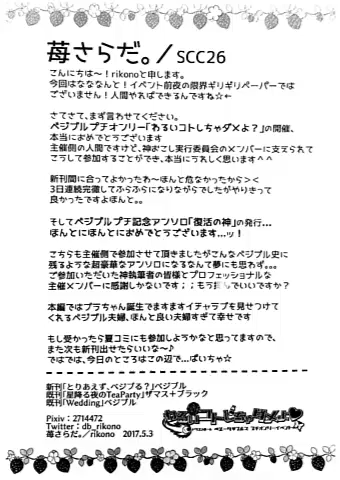 苺さらだ。/SCC26
こんにちは～！rikonoと申します。
今回はなななんと！イベント前夜の限界ギリギリペーパーでは
ございません！人間やればできるんですね☆←
さてさて、まず言わせてください。
ベジブルプチオンリー「わるいコトしちゃダメよ？」の開催、
本当におめでとうございます
主催側の人間ですけど、神おこし実行委員会のメンバーに支えられて
こうして参加することができ、本当にうれしく思います＾＾
新刊間に合ってよかったわ～ほんと危なかったから＞＜
3日連続完徹してふらふらになりながらでしたがやりきって
良かったですよほんと。。
そしてベジブルプチ記念アンソロ「復活の神」の発行…
ほんとにほんとにおめでとうございます…ッ！
こちらも主催側で参加させて頂きましたがこんなベジブル史に
残るような超豪華なアンソロになるなんて夢にも思わず。。。
ご参加いただいた神執筆者の皆様とプロフェッショナルな
主催メンバーに感謝しかないです；；もう でいいですか？
本編ではブラちゃん誕生でますますイチャラブを見せつけて
くれるベジブル夫婦、ほんと良い夫婦すぎて幸せです
もし受かったら夏コミにも参加しようかなと思ってますので、
また次も新刊出せたらいいな～♪
ではでは、今日のところはこの辺で…ばいちゃ☆
新刊「とりあえず、ベジブる？」ベジブル
既刊「星降る夜のTeaParty」ザマス＋ブラック
既刊「Wedding」ベジブル
Pixiv：2714472
Twitter：db_rikono
苺さらだ。/rikono　2017.5.3